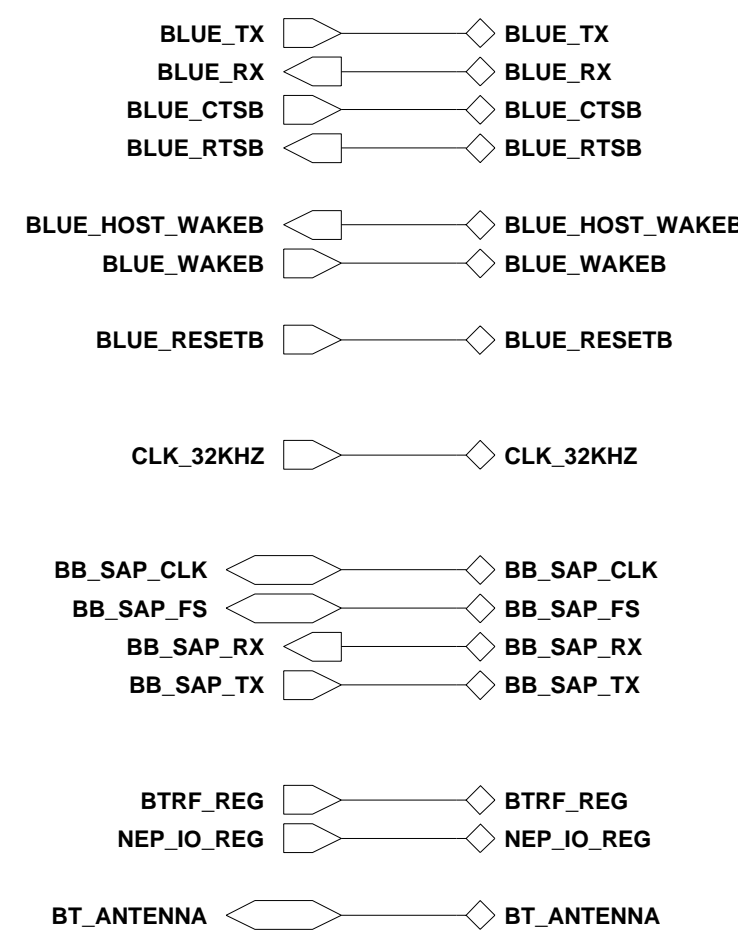 BLUE_TX BLUE_TX
BLUE_RX BLUE_RX
BLUE_CTSB BLUE_CTSB
BLUE_RTSB BLUE_RTSB
BLUE_HOST_WAKEB BLUE_HOST_WAKEB
BLUE_WAKEB BLUE_WAKEB
BLUE_RESETB BLUE_RESETB
CLK_32KHZ CLK_32KHZ
BB_SAP_CLK BB_SAP_CLK
BB_SAP_FS BB_SAP_FS
BB_SAP_RX BB_SAP_RX
BB_SAP_TX BB_SAP_TX
BTRF_REG BTRF_REG
NEP_IO_REG NEP_IO_REG
BT_ANTENNA BT_ANTENNA